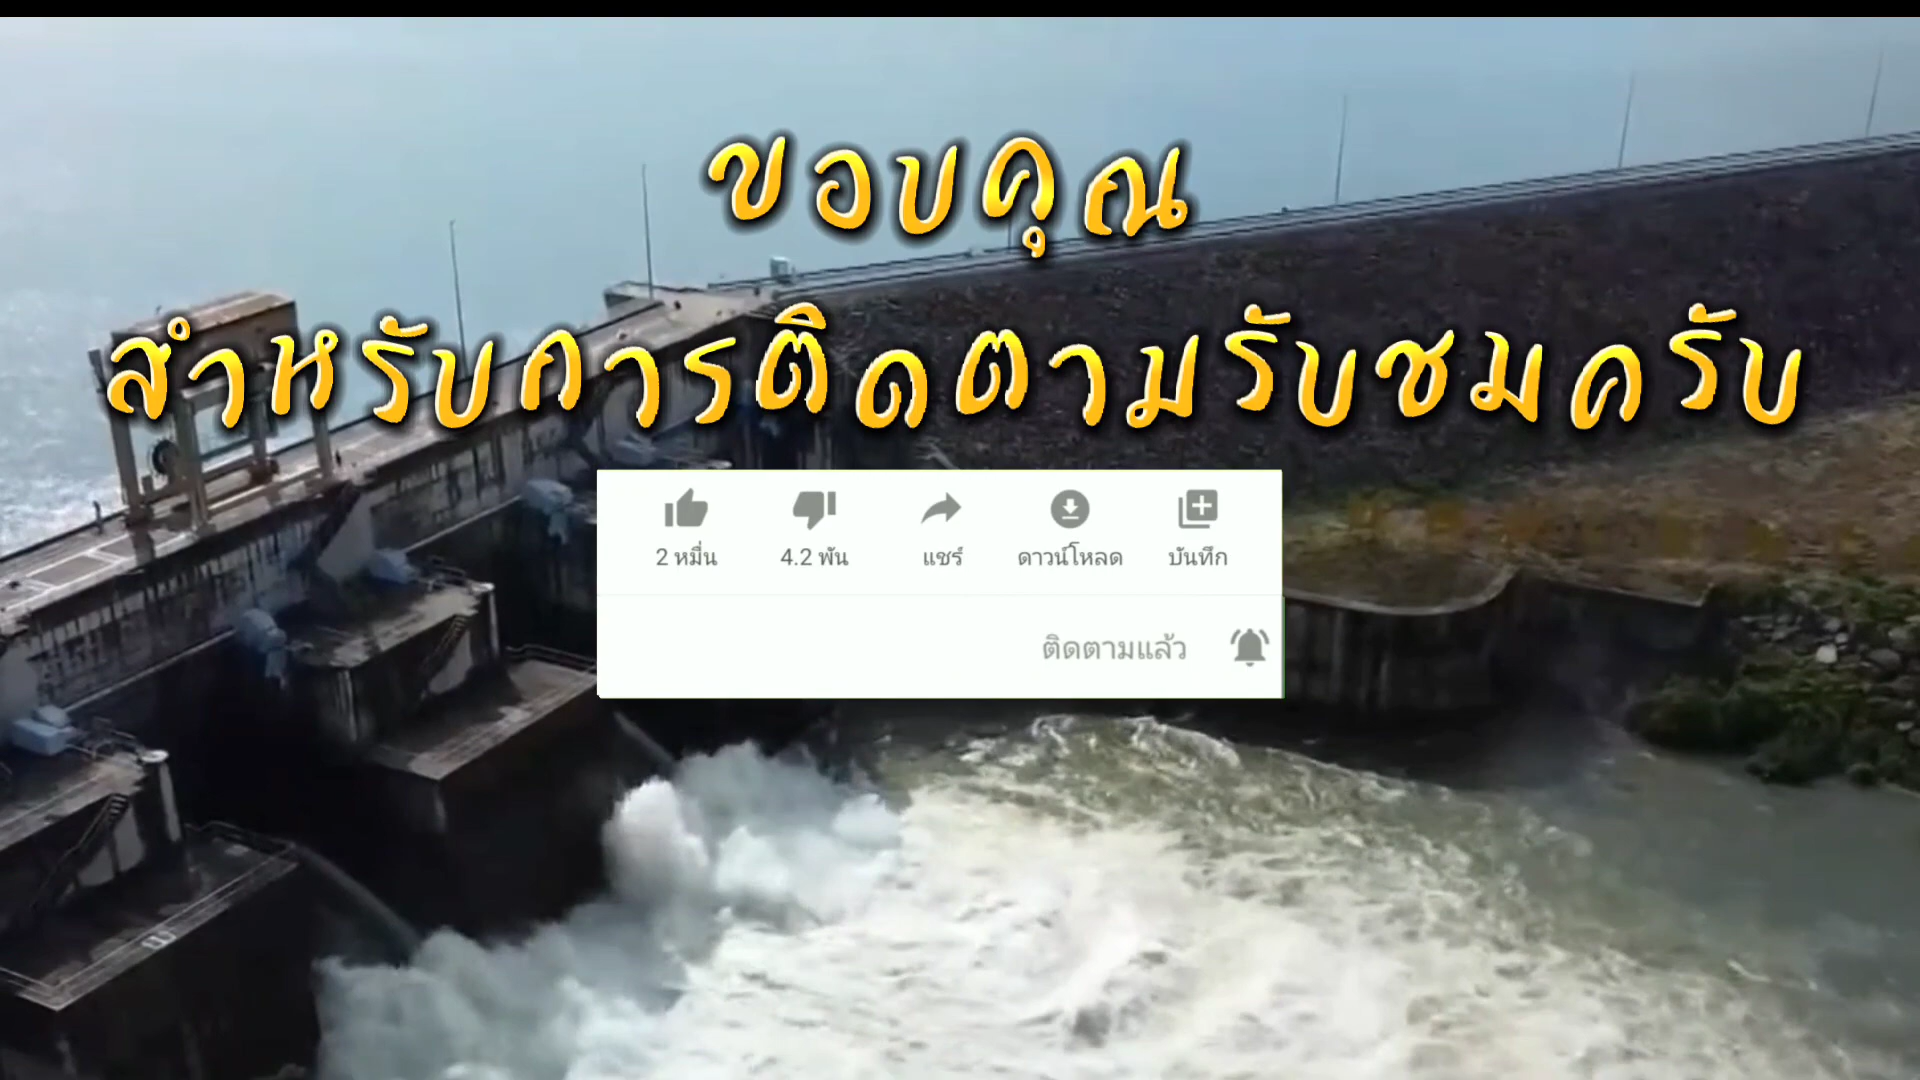 ขอบคุณ
สำหรับการติดตามรับชมครับ
2 หมื่น 4.2 พัน แชร์ ดาวน์โหลด บันทึก
ติดตามแล้ว